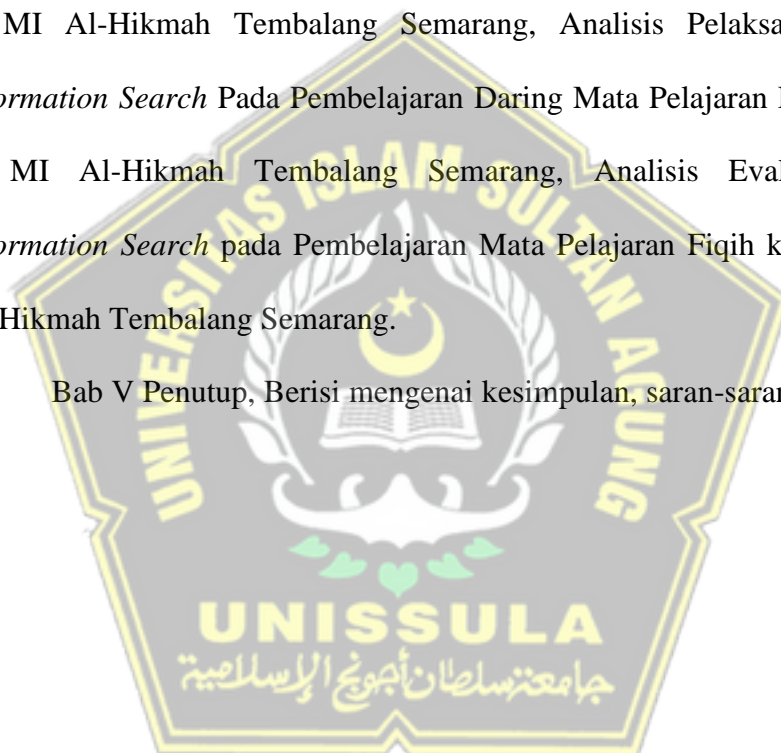 MI Al-Hikmah Tembalang Semarang, Analisis Pelaksa
ormation Search Pada Pembelajaran Daring Mata Pelajaran
MI Al-Hikmah Tembalang Semarang, Analisis Eval
ormation Search pada Pembelajaran Mata Pelajaran Fiqih k
Hikmah Tembalang Semarang.
Bab V Penutup, Berisi mengenai kesimpulan, saran-saran
UNIVERSITAS ISLAM SULTAN AGUNG
UNISSULA
جامعترسلطان أجونج الإسلامية